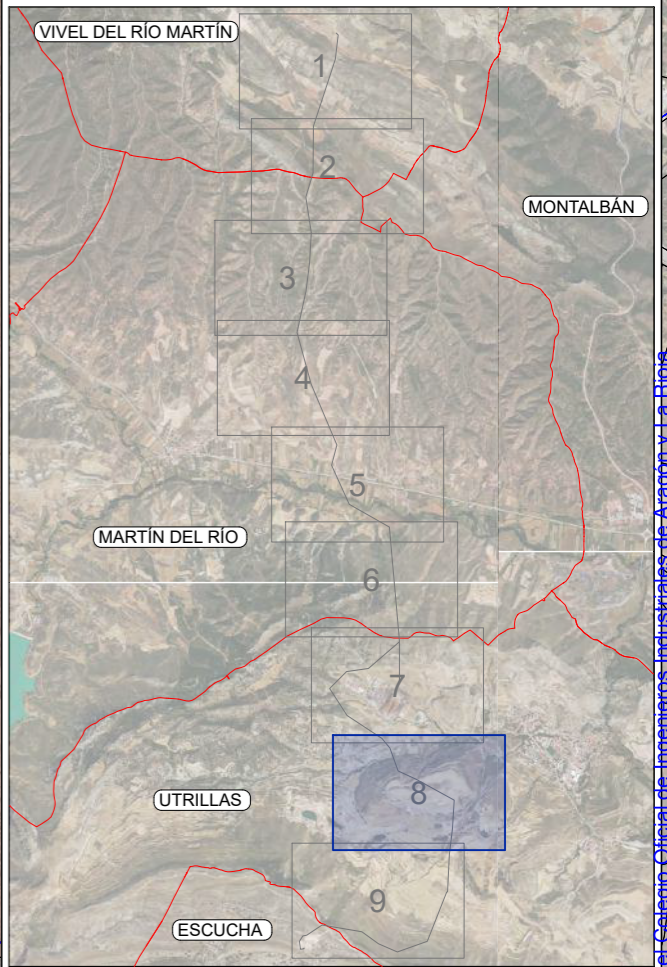 VIVEL DEL RÍO MARTÍN
1
2
MONTALBÁN
3
4
5
MARTÍN DEL RÍO
6
7
8
UTRILLAS
9
ESCUCHA
el Colegio Oficial de Ingenieros Industriales de Aragón y La Rioja